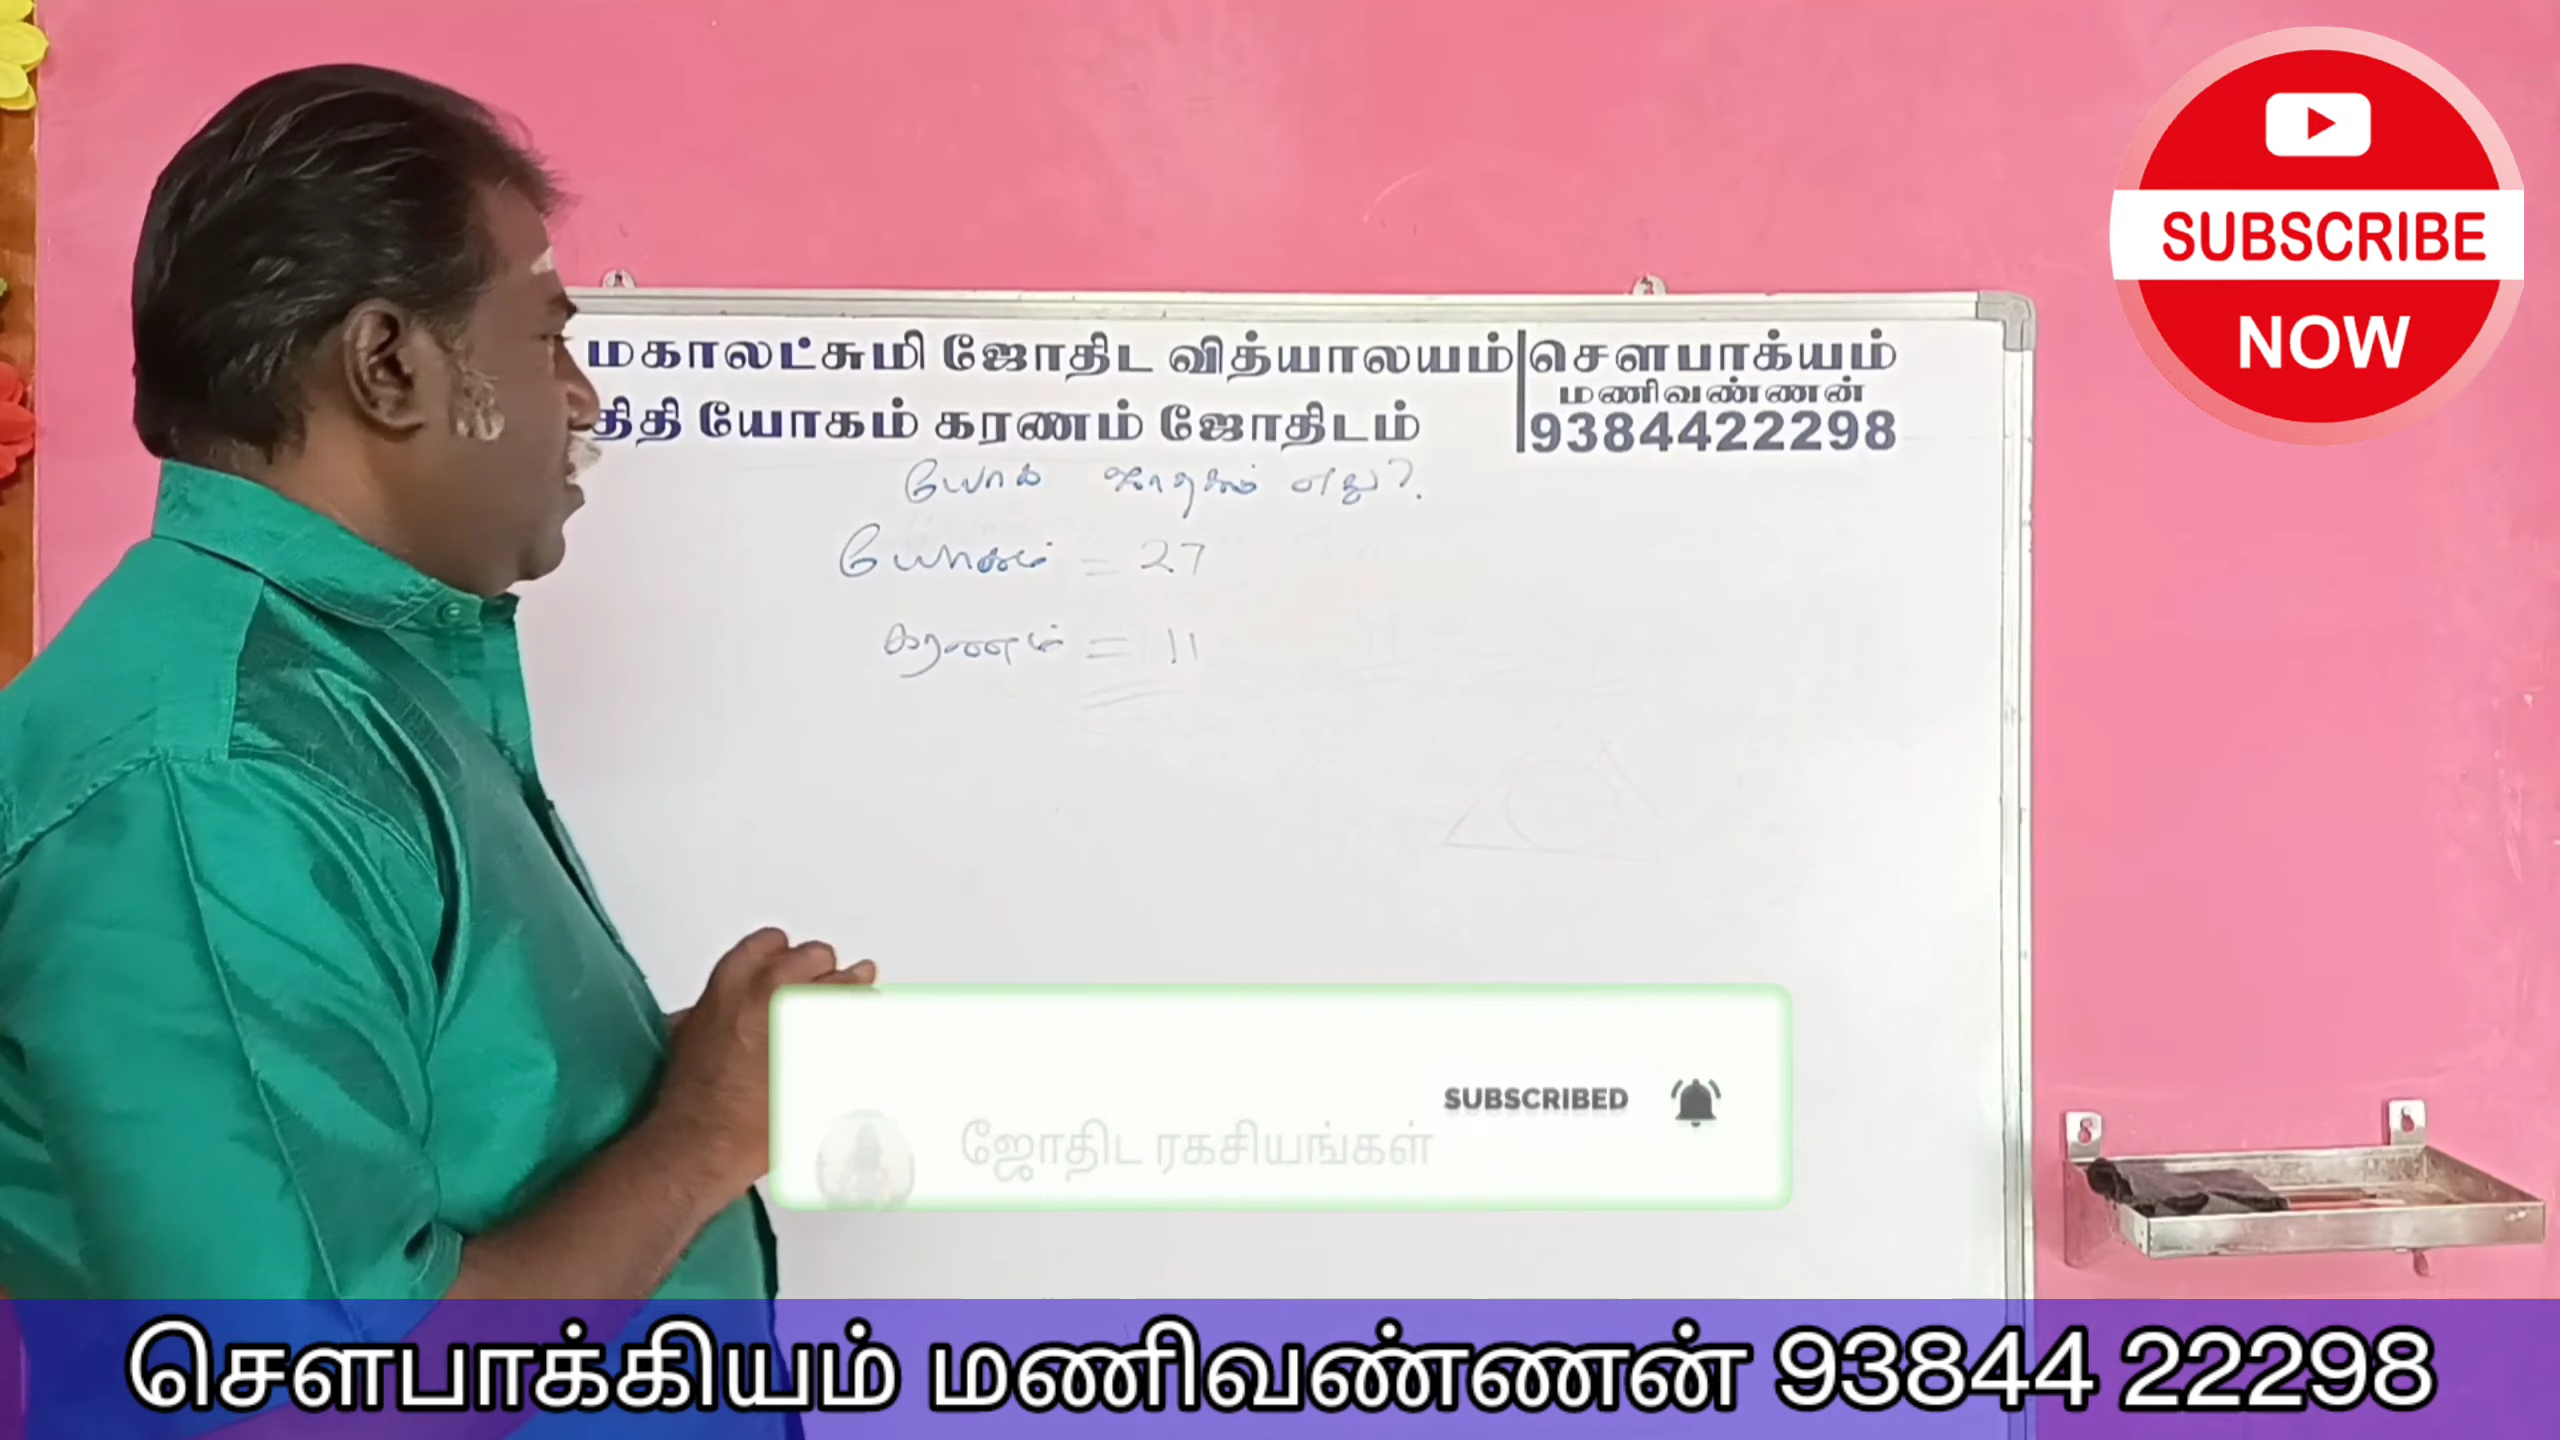 SUBSCRIBE
NOW
மகாலட்சுமி ஜோதிட வித்யாலயம்
திதி யோகம் கரணம் ஜோதிடம்
சௌபாக்யம்
மணிவண்ணன்
9384422298
யோக ஜாதகம் எது?
யோகம் = 27
கரணம் = 11
SUBSCRIBED
ஜோதிட ரகசியங்கள்
சௌபாக்கியம் மணிவண்ணன் 93844 22298